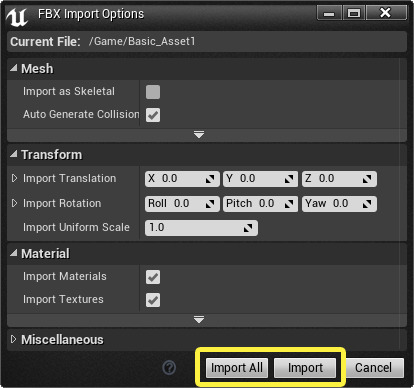 FBX Import Options
Current File: /Game/Basic_Asset1
Mesh
Import as Skeletal
Auto Generate Collision
Transform
Import Translation X 0.0 Y 0.0 Z 0.0
Import Rotation Roll 0.0 Pitch 0.0 Yaw 0.0
Import Uniform Scale 1.0
Material
Import Materials
Import Textures
Miscellaneous
? Import All Import Cancel